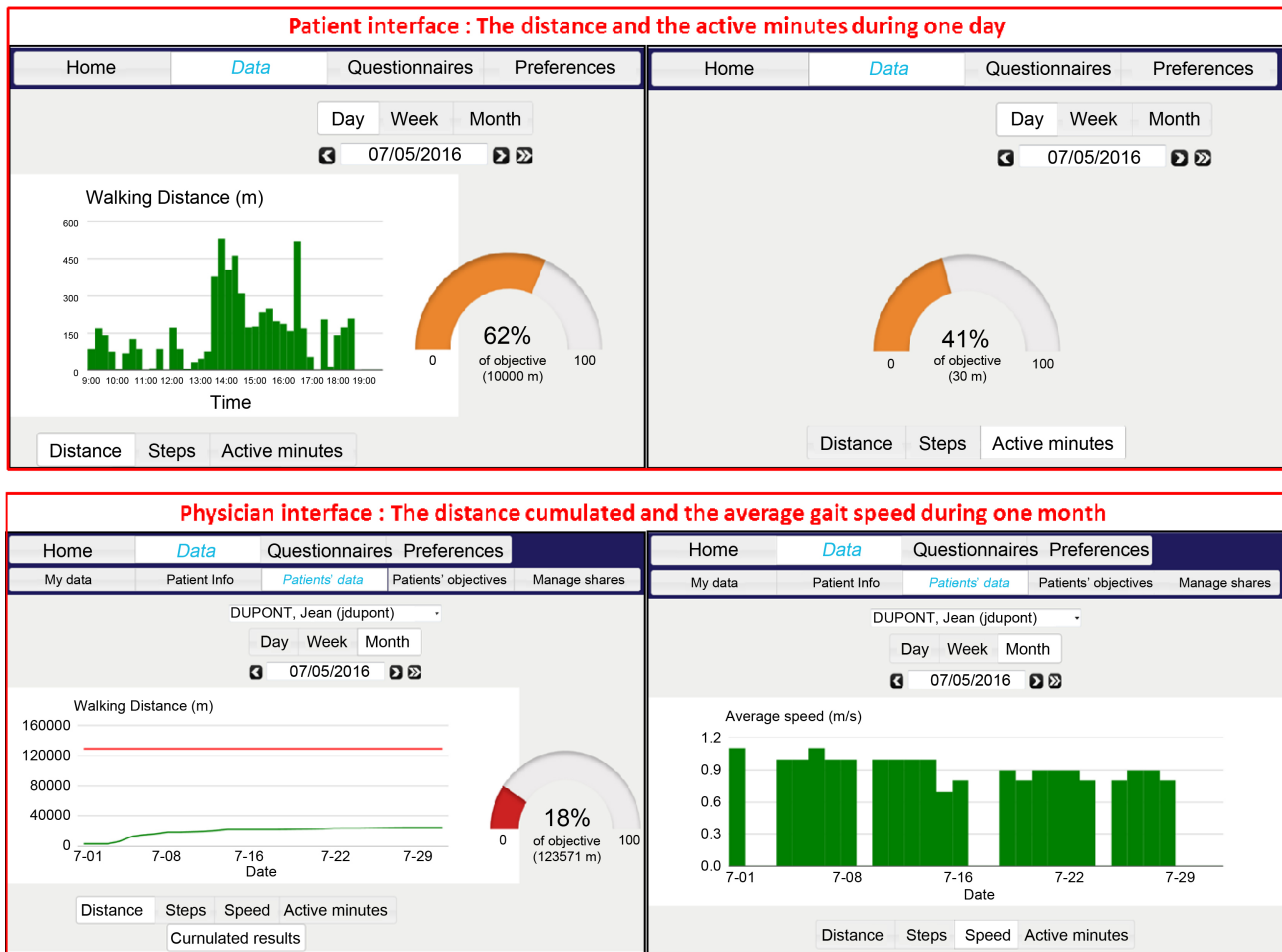 Patient interface : The distance and the active minutes during one day
Home Data Questionnaires Preferences
Day Week Month
07/05/2016
Walking Distance (m)
600
450
300
150
0
9:00 10:00 11:00 12:00 13:00 14:00 15:00 16:00 17:00 18:00 19:00
Time
62%
0 of objective 100
(10000 m)
Distance Steps Active minutes
Home Data Questionnaires Preferences
Day Week Month
07/05/2016
41%
0 of objective 100
(30 m)
Distance Steps Active minutes
Physician interface : The distance cumulated and the average gait speed during one month
Home Data Questionnaires Preferences
My data Patient Info Patients' data Patients' objectives Manage shares
DUPONT, Jean (jdupont)
Day Week Month
07/05/2016
Walking Distance (m)
160000
120000
80000
40000
0
7-01 7-08 7-16 7-22 7-29
Date
18%
0 of objective 100
(123571 m)
Distance Steps Speed Active minutes
Curnulated results
Home Data Questionnaires Preferences
My data Patient Info Patients' data Patients' objectives Manage shares
DUPONT, Jean (jdupont)
Day Week Month
07/05/2016
Average speed (m/s)
1.2
0.9
0.6
0.3
0.0
7-01 7-08 7-16 7-22 7-29
Date
Distance Steps Speed Active minutes